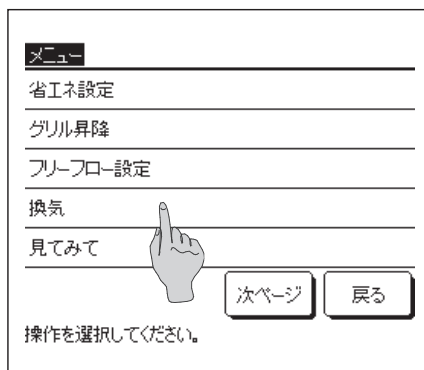 メニュー
省エネ設定
グリル昇降
フリーフロー設定
換気
見てみて
次ページ 戻る
操作を選択してください。